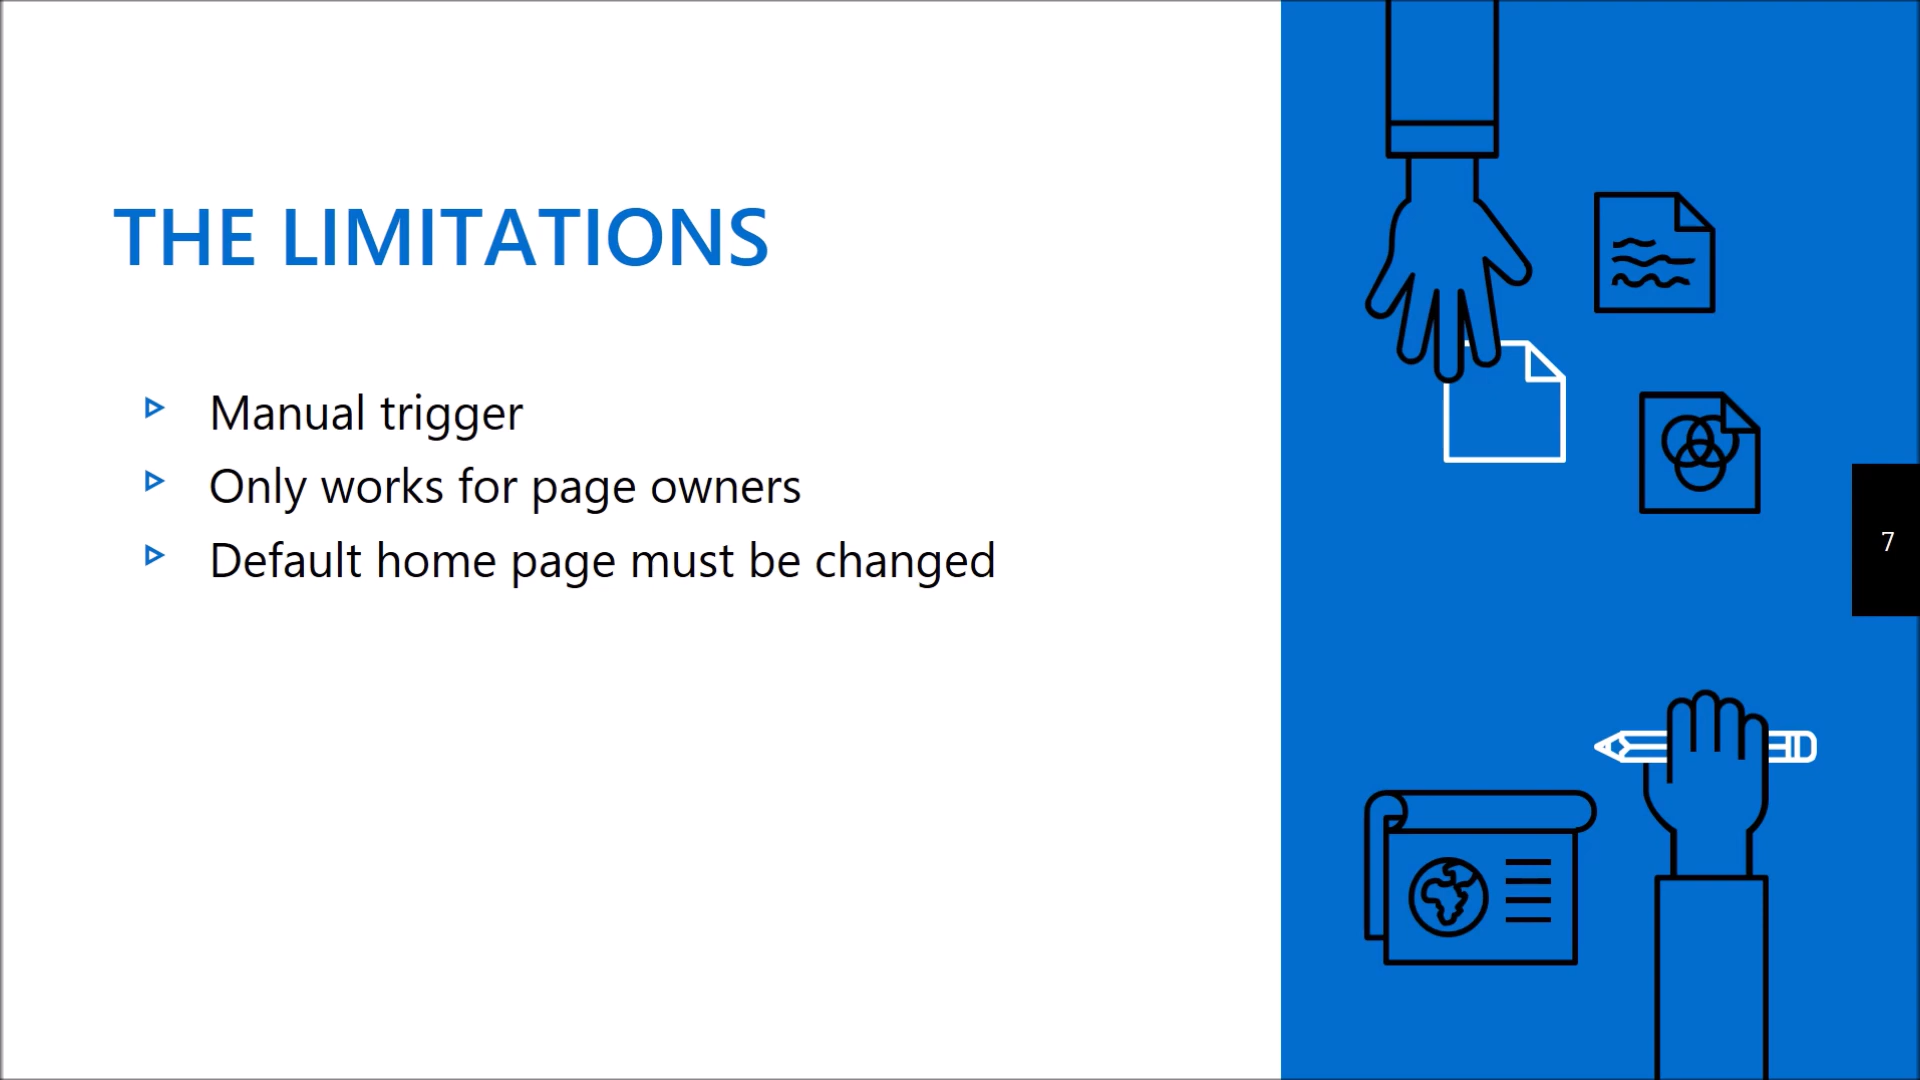 THE LIMITATIONS
Manual trigger
Only works for page owners
Default home page must be changed
7